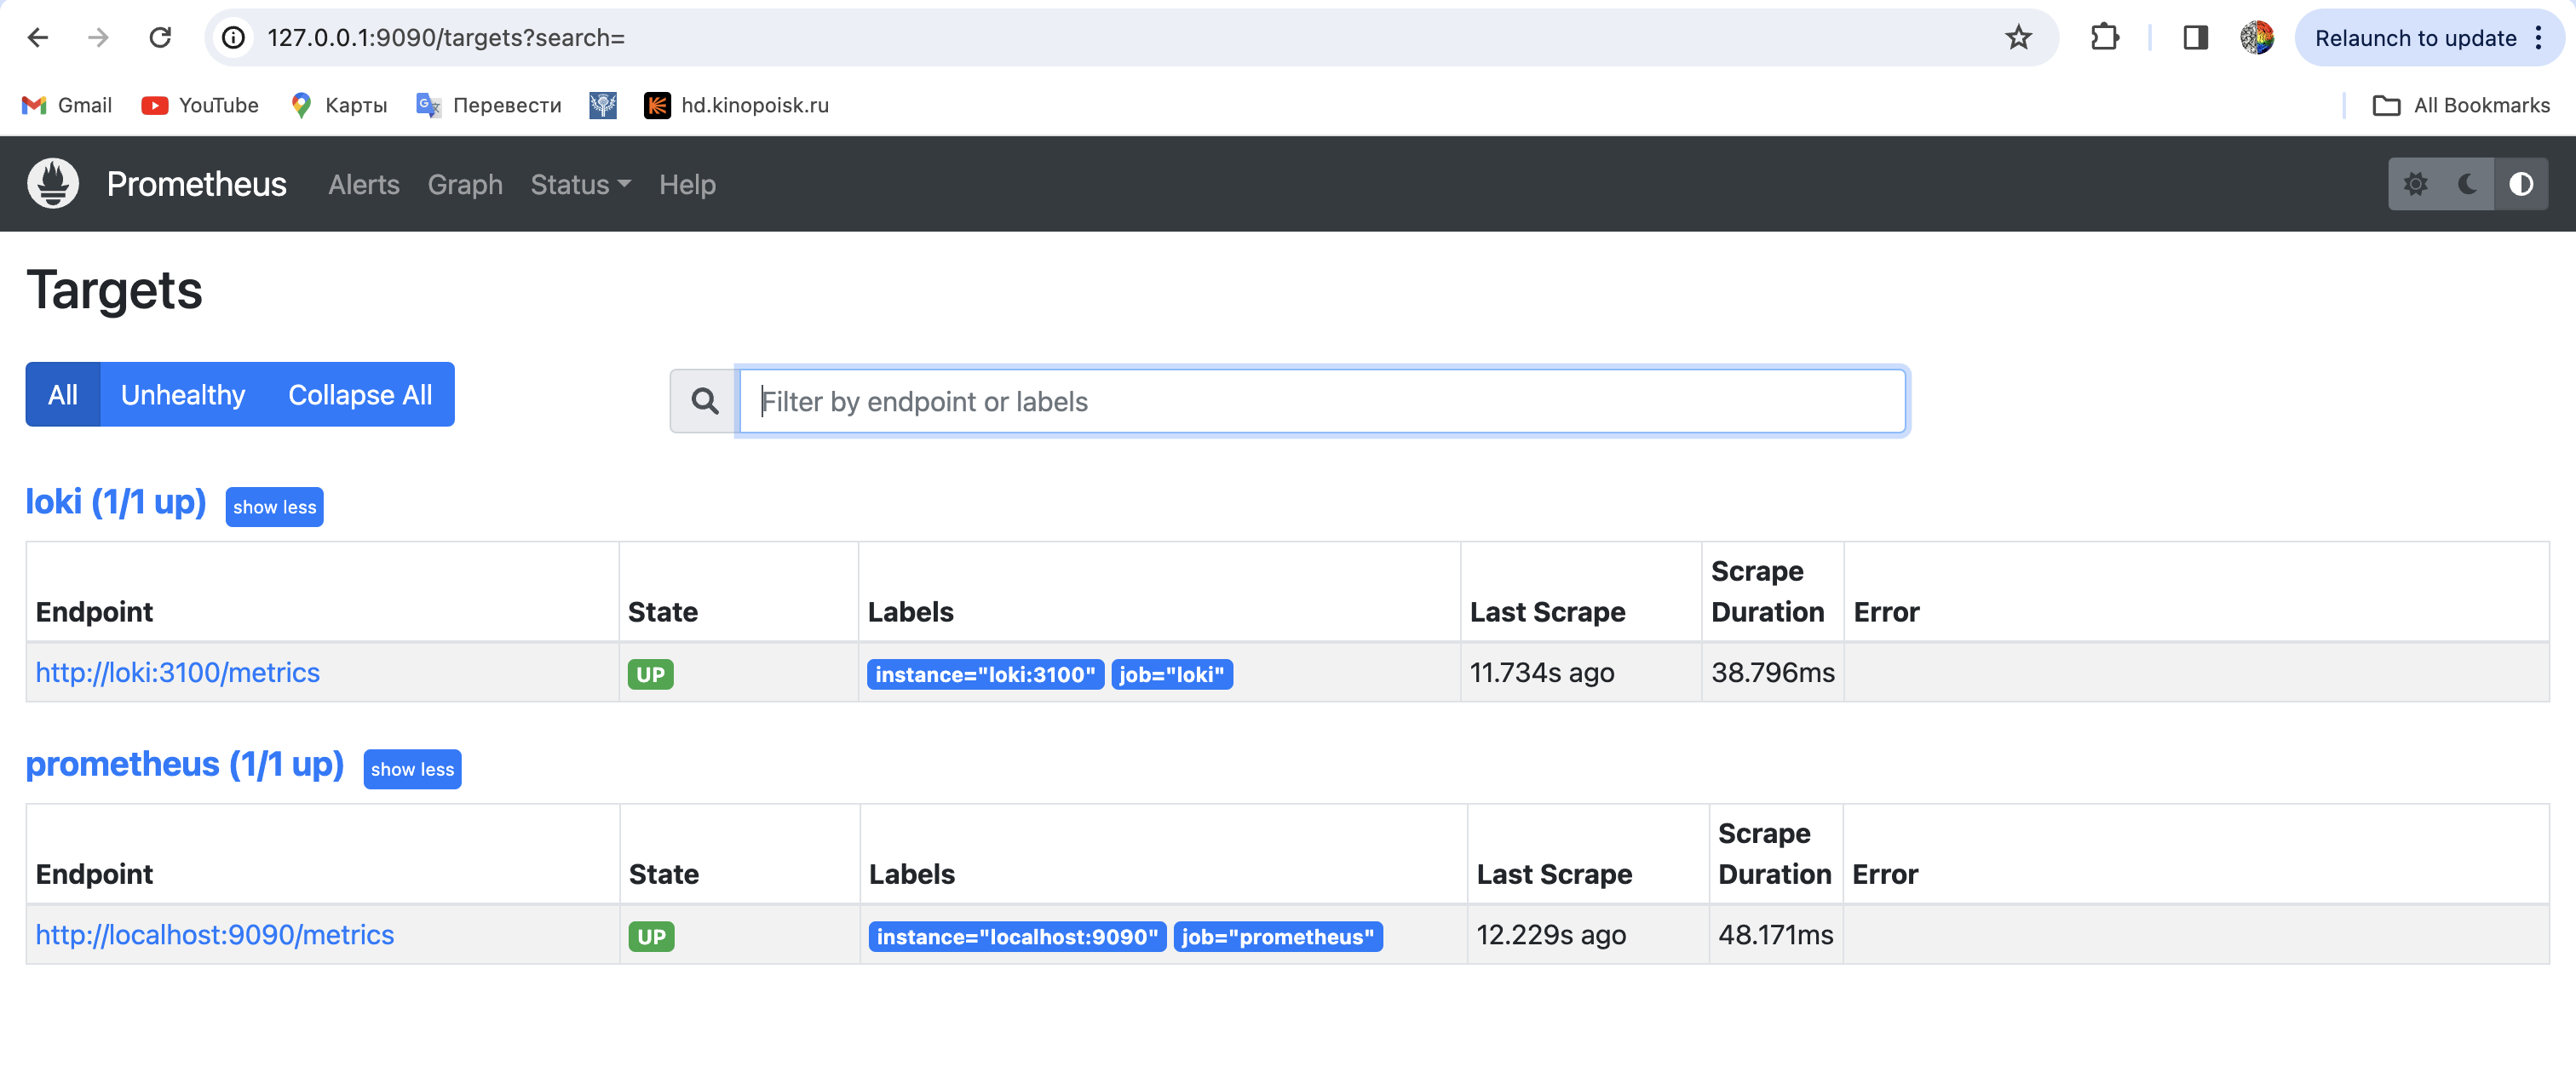 127.0.0.1:9090/targets?search=
Relaunch to update
Gmail YouTube Карты Перевести hd.kinopoisk.ru All Bookmarks
Prometheus Alerts Graph Status Help
Targets
All Unhealthy Collapse All
Filter by endpoint or labels
loki (1/1 up) show less
Endpoint State Labels Last Scrape Scrape Duration Error
http://loki:3100/metrics UP instance="loki:3100" job="loki" 11.734s ago 38.796ms
prometheus (1/1 up) show less
Endpoint State Labels Last Scrape Scrape Duration Error
http://localhost:9090/metrics UP instance="localhost:9090" job="prometheus" 12.229s ago 48.171ms